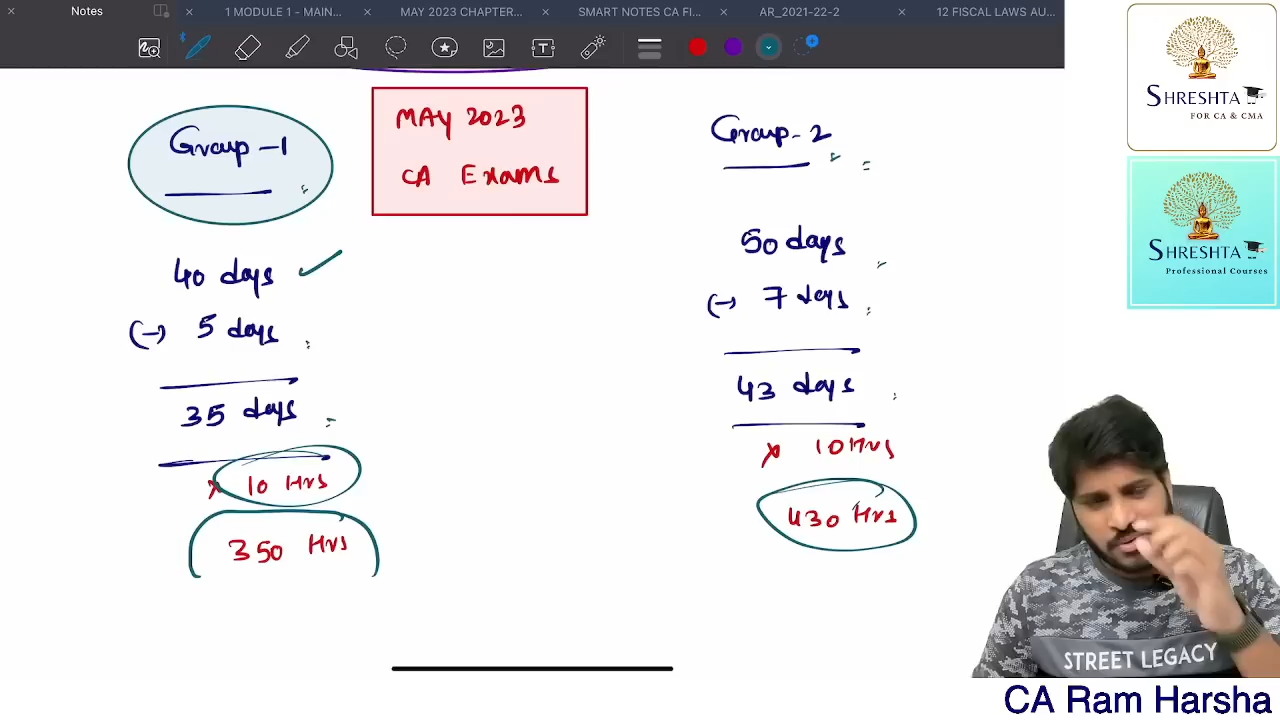 Notes
1 MODULE 1 - MAIN...
MAY 2023 CHAPTER...
SMART NOTES CA FI...
AR_2021-22-2
12 FISCAL LAWS AU...
SHRESHTA
FOR CA & CMA
SHRESHTA
Professional Courses
Group -1
MAY 2023
CA Exams
Group - 2
40 days
(-) 5 days
35 days
x 10 Hrs
350 Hrs
50 days
(-) 7 days
43 days
x 10 Hrs
430 Hrs
STREET LEGACY
CA Ram Harsha